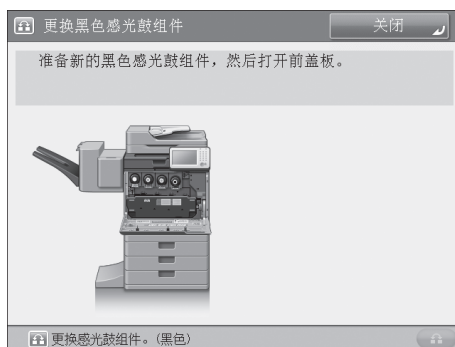 更换黑色感光鼓组件
关闭
准备新的黑色感光鼓组件，然后打开前盖板。
更换感光鼓组件。(黑色)